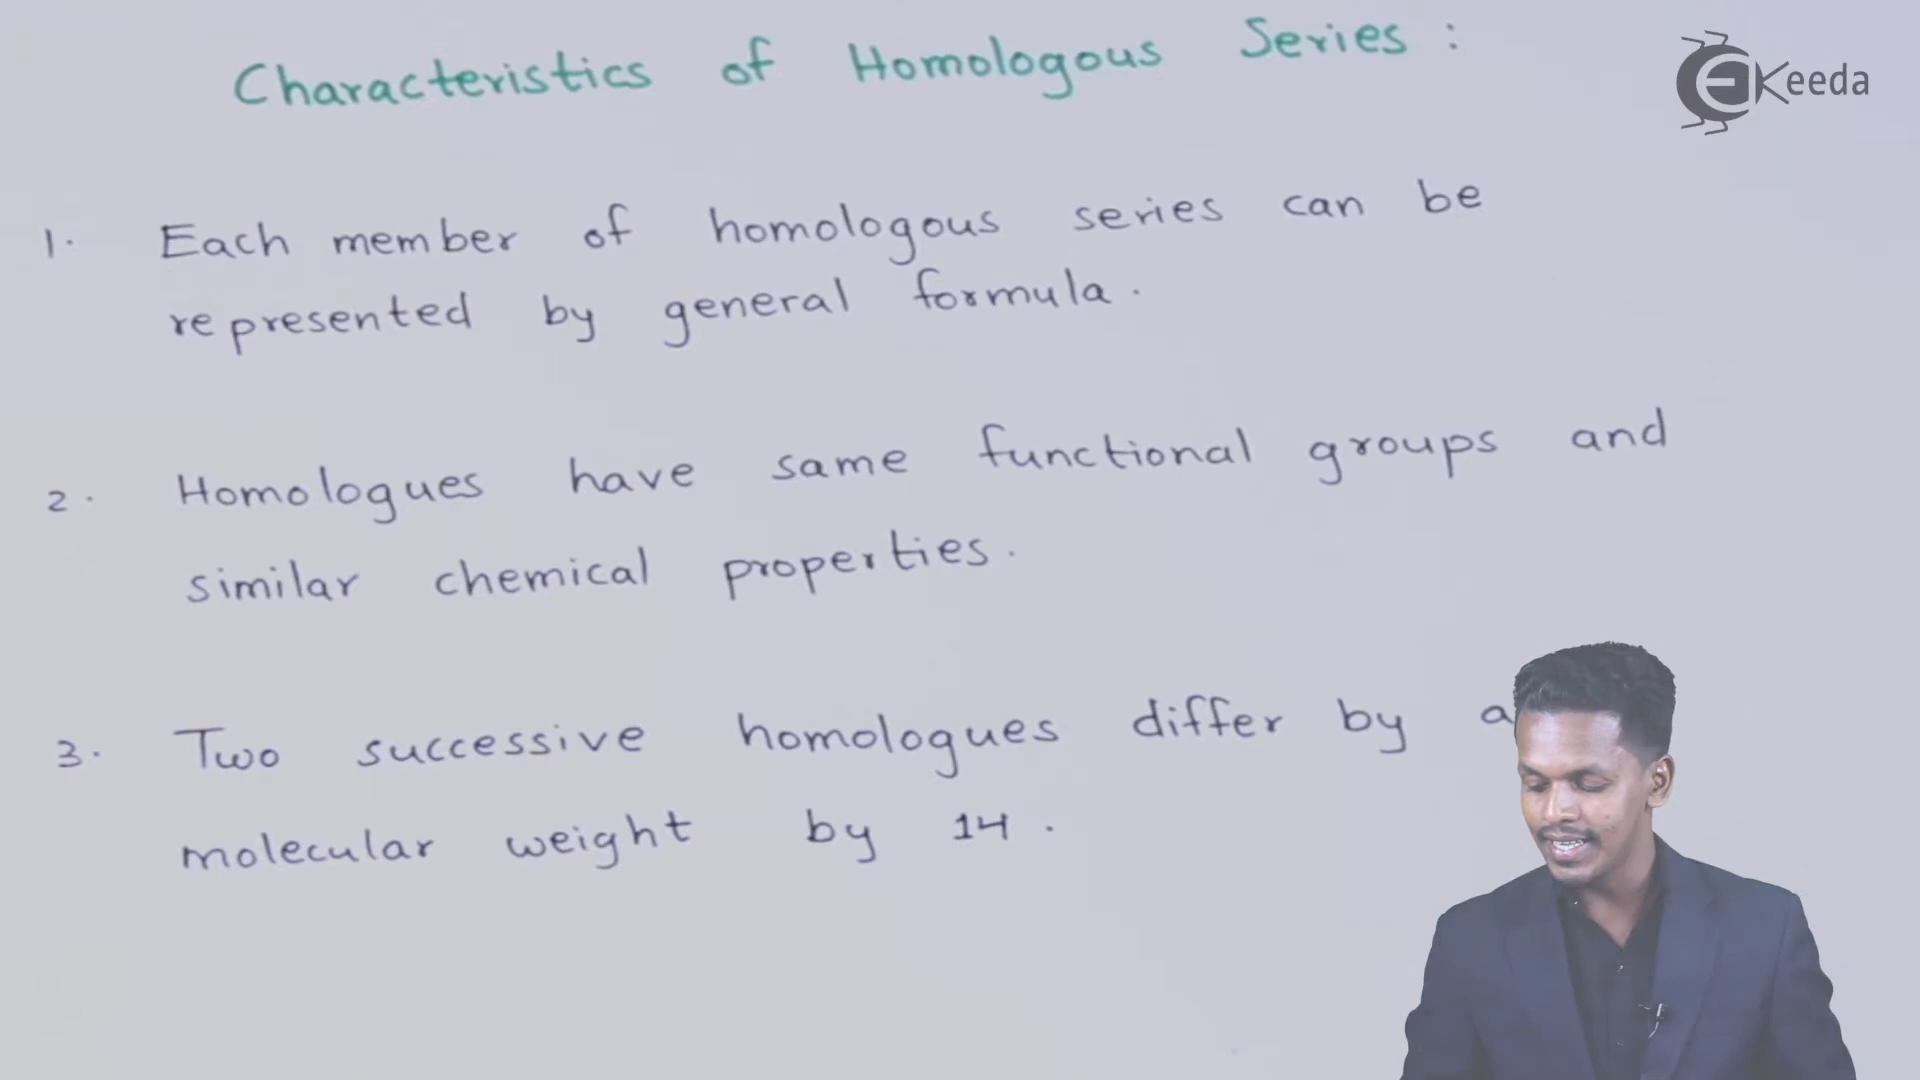 Characteristics of Homologous Series :
Keeda
1. Each member of homologous series can be
represented by general formula.
2. Homologues have same functional groups and
similar chemical properties.
3. Two successive homologues differ by
molecular weight by 14.